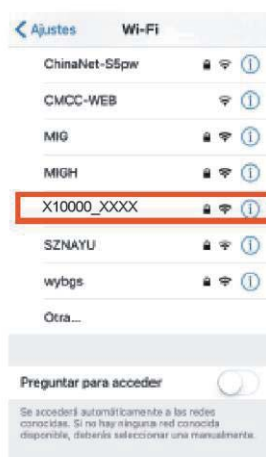 Ajustes Wi-Fi
ChinaNet-S5pw
CMCC-WEB
MIG
MIGH
X10000_XXXX
SZNAYU
wybgs
Otra...
Preguntar para acceder
Se accederá automáticamente a las redes
conocidas. Si no hay ninguna red conocida
disponible, deberás seleccionar una manualmente.